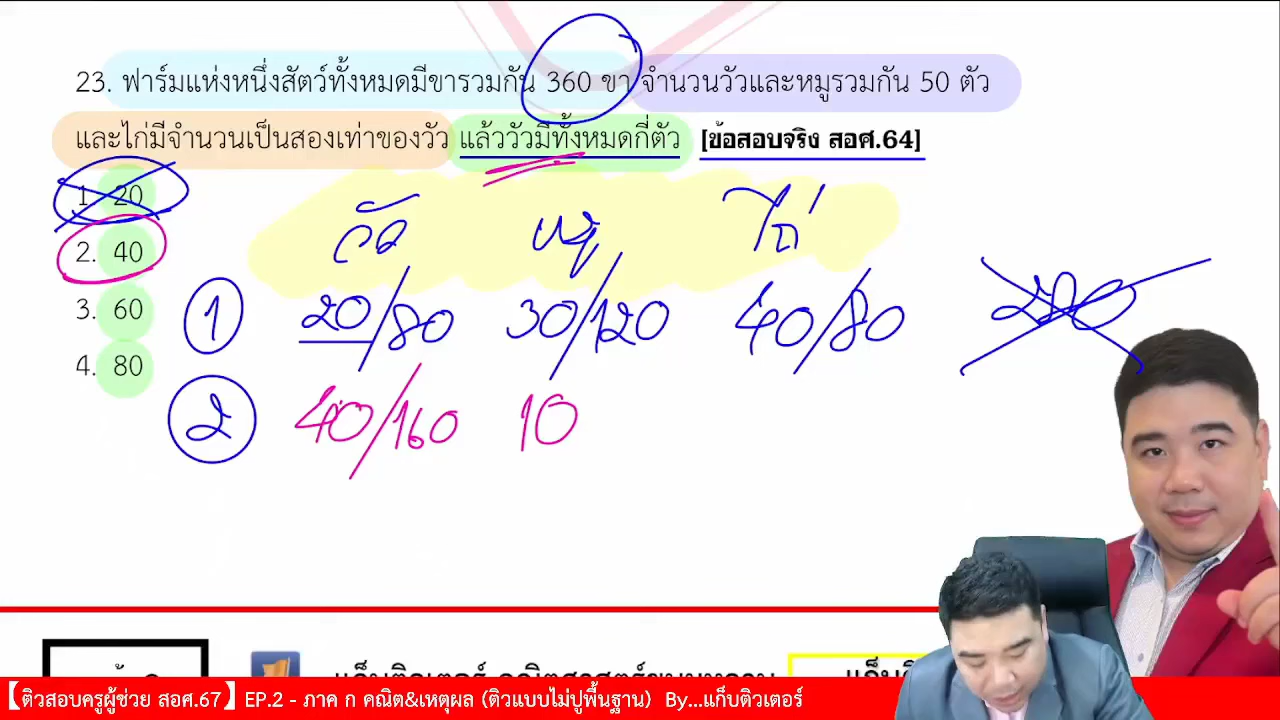 23. ฟาร์มแห่งหนึ่งสัตว์ทั้งหมดมีขารวมกัน 360 ขา จำนวนวัวและหมูรวมกัน 50 ตัว
และไก่มีจำนวนเป็นสองเท่าของวัว แล้ววัวมีทั้งหมดกี่ตัว [ข้อสอบจริง สอศ.64]
1. 20
2. 40
3. 60
4. 80
วัว หมู ไก่
1 20/80 30/120 40/80
2 40/160 10
【ติวสอบครูผู้ช่วย สอศ.67】 EP.2 - ภาค ก คณิต&เหตุผล (ติวแบบไม่ปูพื้นฐาน) By...แก็บติวเตอร์